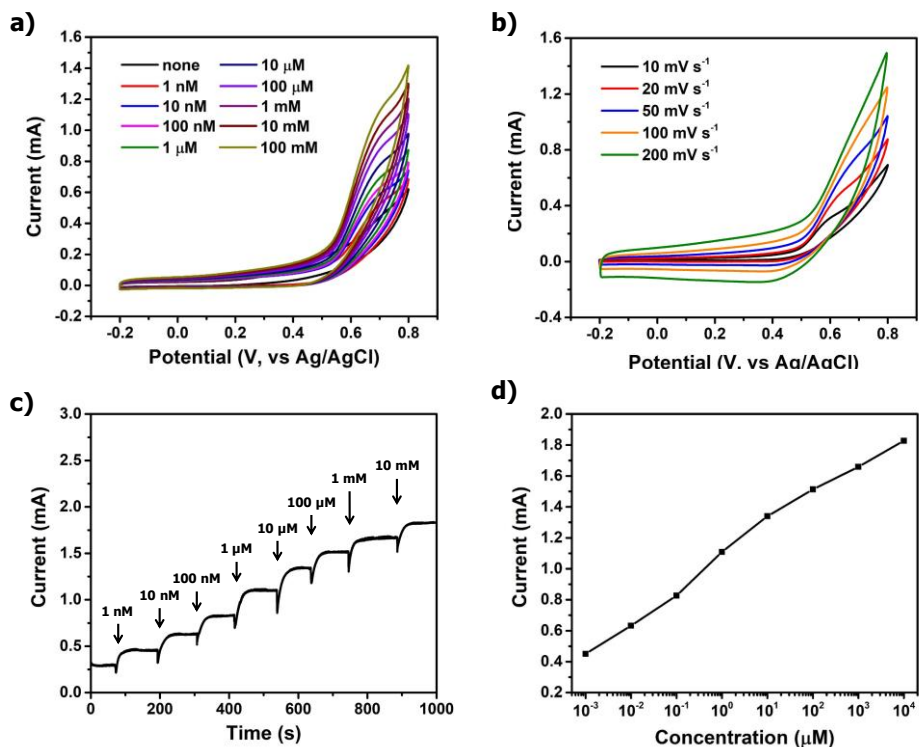 a)
1.6
1.4
1.2
1.0
0.8
0.6
0.4
0.2
0.0
-0.2
Current (mA)
none
1 nM
10 nM
100 nM
1 μM
10 μM
100 μM
1 mM
10 mM
100 mM
-0.2 0.0 0.2 0.4 0.6 0.8
Potential (V, vs Ag/AgCl)
b)
1.6
1.2
0.8
0.4
0.0
-0.4
Current (mA)
10 mV s⁻¹
20 mV s⁻¹
50 mV s⁻¹
100 mV s⁻¹
200 mV s⁻¹
-0.2 0.0 0.2 0.4 0.6 0.8
Potential (V, vs Ag/AgCl)
c)
3.0
2.5
2.0
1.5
1.0
0.5
0.0
Current (mA)
1 nM
10 nM
100 nM
1 μM
10 μM
100 μM
1 mM
10 mM
0 200 400 600 800 1000
Time (s)
d)
2.0
1.8
1.6
1.4
1.2
1.0
0.8
0.6
0.4
0.2
Current (mA)
10⁻³ 10⁻² 10⁻¹ 10⁰ 10¹ 10² 10³ 10⁴
Concentration (μM)